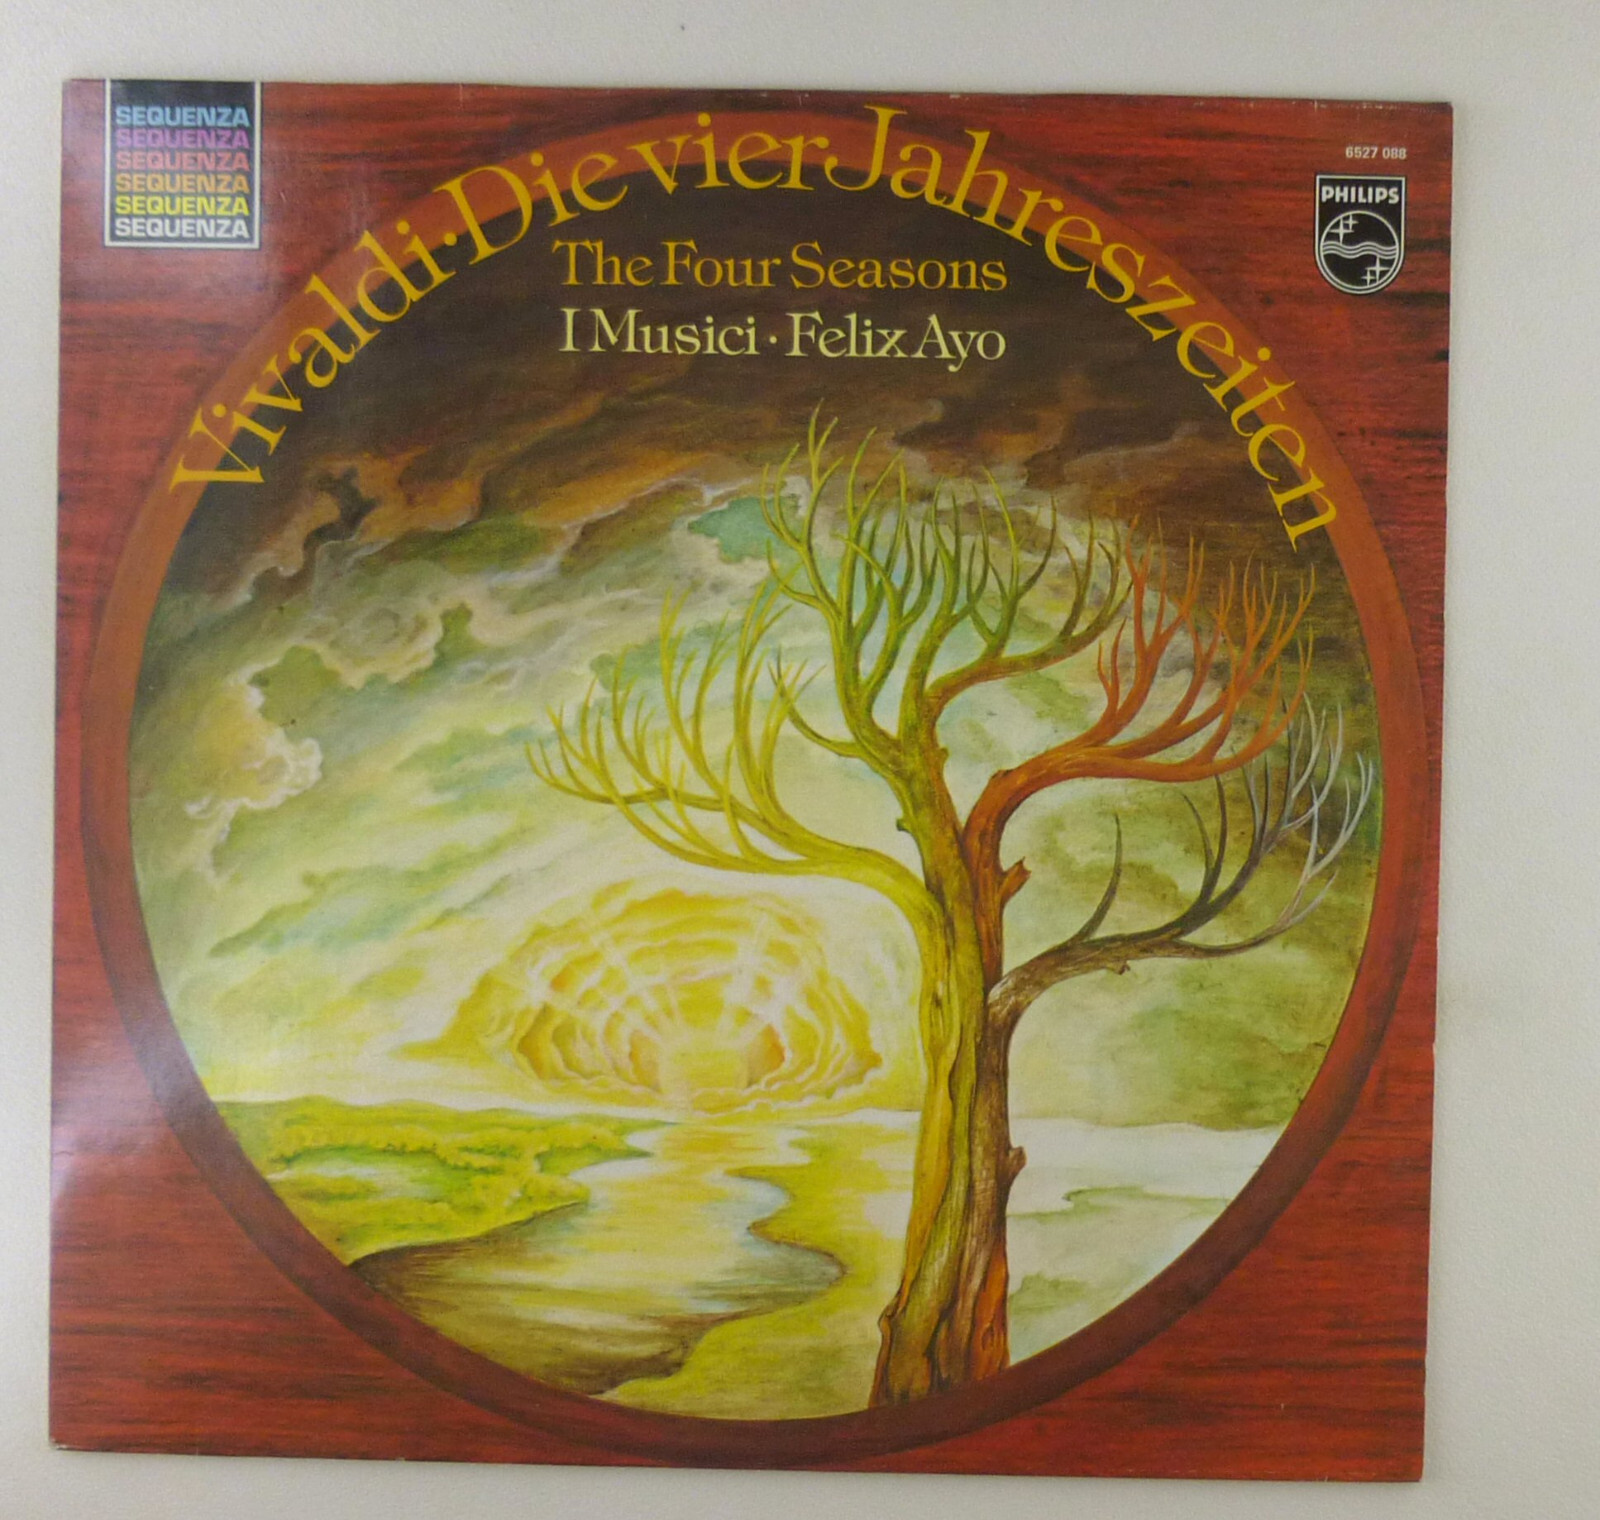 SEQUENZA
SEQUENZA
SEQUENZA
SEQUENZA
SEQUENZA
SEQUENZA
Vivaldi · Die vier Jahreszeiten
The Four Seasons
I Musici · Felix Ayo
6527 088
PHILIPS